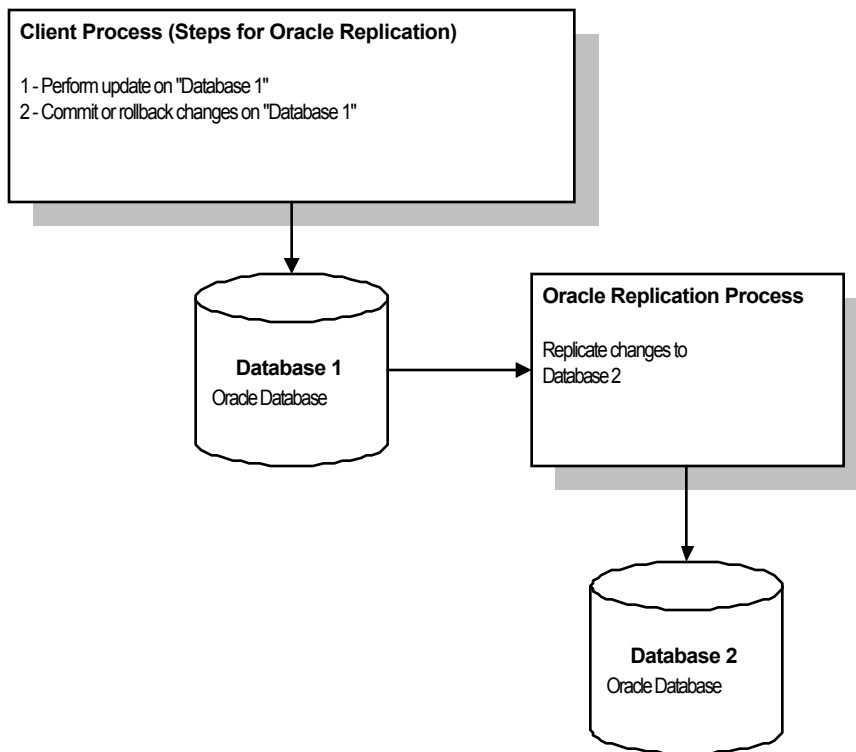 Client Process (Steps for Oracle Replication)
1 - Perform update on "Database 1"
2 - Commit or rollback changes on "Database 1"
Database 1
Oracle Database
Oracle Replication Process
Replicate changes to
Database 2
Database 2
Oracle Database